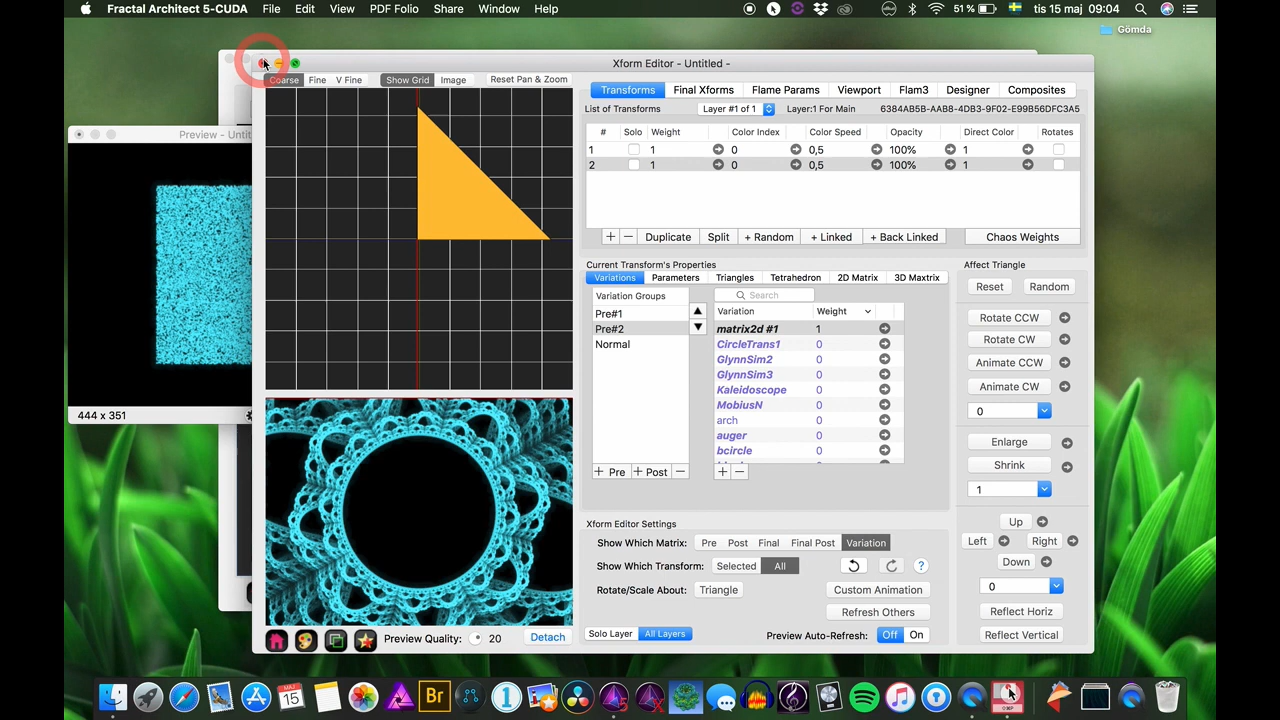 Fractal Architect 5-CUDA File Edit View PDF Folio Share Window Help 51 % tis 15 maj 09:04
Gömda
Xform Editor - Untitled -
Coarse Fine V Fine Show Grid Image Reset Pan & Zoom
Transforms Final Xforms Flame Params Viewport Flam3 Designer Composites
List of Transforms Layer #1 of 1 Layer:1 For Main 6384AB5B-AAB8-4DB3-9F02-E99B56DFC3A5
# Solo Weight Color Index Color Speed Opacity Direct Color Rotates
1 1 0 0,5 100% 1
2 1 0 0,5 100% 1
+ − Duplicate Split + Random + Linked + Back Linked Chaos Weights
Preview - Untit
444 x 351
Current Transform's Properties
Variations Parameters Triangles Tetrahedron 2D Matrix 3D Maxtrix
Variation Groups
Pre#1
Pre#2
Normal
+ Pre + Post −
Search
Variation Weight
matrix2d #1 1
CircleTrans1 0
GlynnSim2 0
GlynnSim3 0
Kaleidoscope 0
MobiusN 0
arch 0
auger 0
bcircle 0
+ −
Affect Triangle
Reset Random
Rotate CCW
Rotate CW
Animate CCW
Animate CW
0
Enlarge
Shrink
1
Up
Left Right
Down
0
Reflect Horiz
Reflect Vertical
Xform Editor Settings
Show Which Matrix: Pre Post Final Final Post Variation
Show Which Transform: Selected All ?
Rotate/Scale About: Triangle Custom Animation
Refresh Others
Solo Layer All Layers Preview Auto-Refresh: Off On
Preview Quality: 20 Detach
MAJ
15
Br
1
5
X